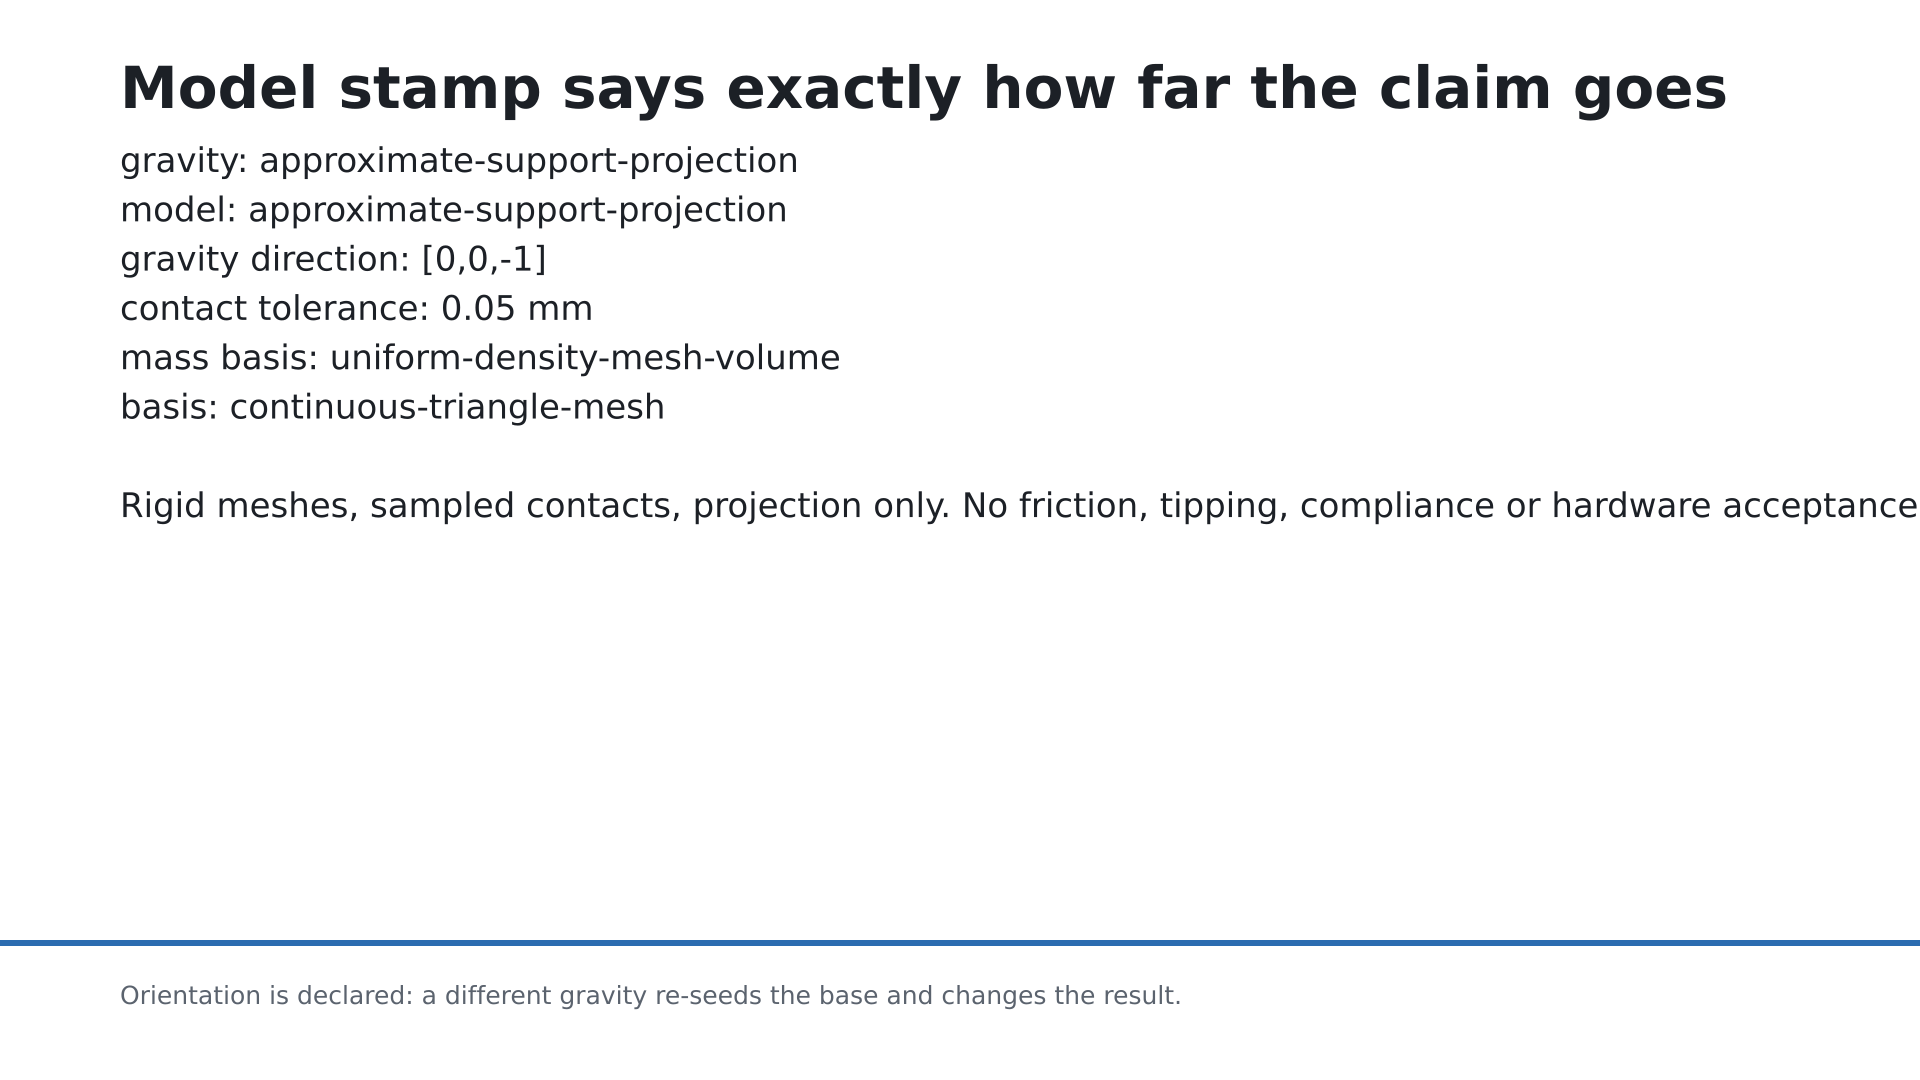 Model stamp says exactly how far the claim goes
gravity: approximate-support-projection
model: approximate-support-projection
gravity direction: [0,0,-1]
contact tolerance: 0.05 mm
mass basis: uniform-density-mesh-volume
basis: continuous-triangle-mesh
Rigid meshes, sampled contacts, projection only. No friction, tipping, compliance or hardware acceptance
Orientation is declared: a different gravity re-seeds the base and changes the result.